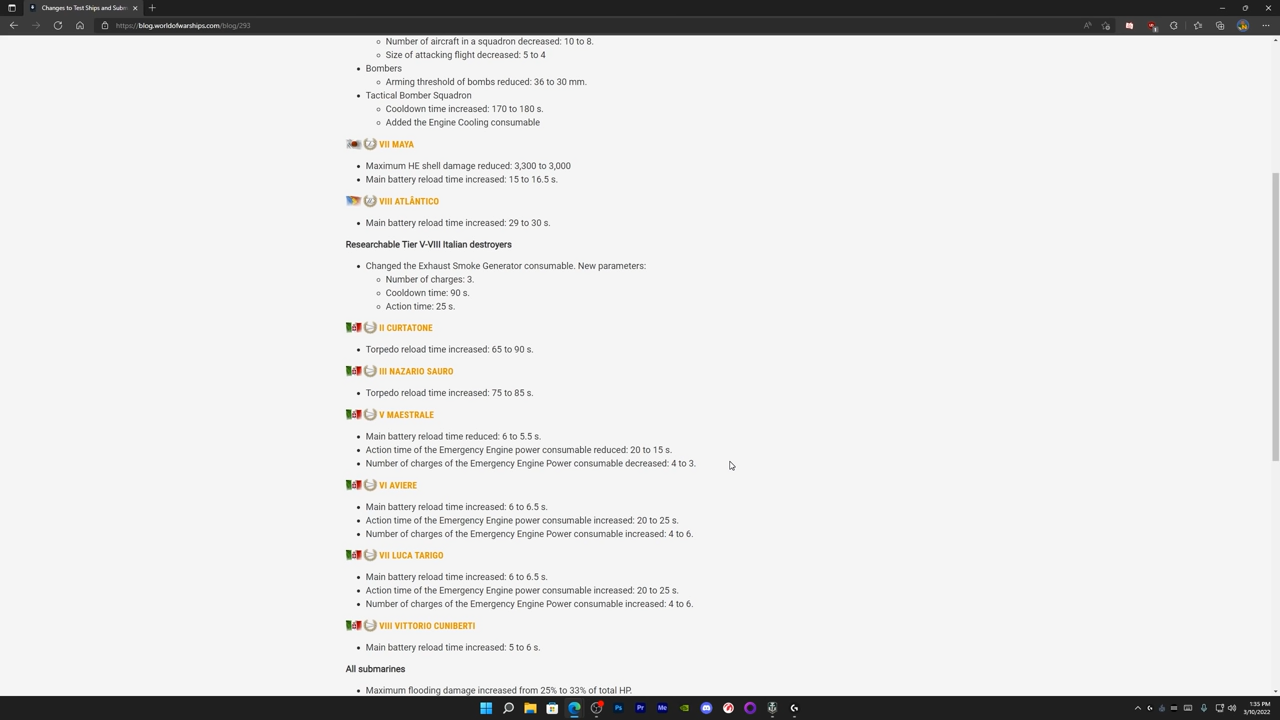 Changes to Test Ships and Subm
https://blog.worldofwarships.com/blog/293
Number of aircraft in a squadron decreased: 10 to 8.
Size of attacking flight decreased: 5 to 4
Bombers
Arming threshold of bombs reduced: 36 to 30 mm.
Tactical Bomber Squadron
Cooldown time increased: 170 to 180 s.
Added the Engine Cooling consumable
VII MAYA
Maximum HE shell damage reduced: 3,300 to 3,000
Main battery reload time increased: 15 to 16.5 s.
VIII ATLÂNTICO
Main battery reload time increased: 29 to 30 s.
Researchable Tier V-VIII Italian destroyers
Changed the Exhaust Smoke Generator consumable. New parameters:
Number of charges: 3.
Cooldown time: 90 s.
Action time: 25 s.
II CURTATONE
Torpedo reload time increased: 65 to 90 s.
III NAZARIO SAURO
Torpedo reload time increased: 75 to 85 s.
V MAESTRALE
Main battery reload time reduced: 6 to 5.5 s.
Action time of the Emergency Engine power consumable reduced: 20 to 15 s.
Number of charges of the Emergency Engine Power consumable decreased: 4 to 3.
VI AVIERE
Main battery reload time increased: 6 to 6.5 s.
Action time of the Emergency Engine power consumable increased: 20 to 25 s.
Number of charges of the Emergency Engine Power consumable increased: 4 to 6.
VII LUCA TARIGO
Main battery reload time increased: 6 to 6.5 s.
Action time of the Emergency Engine power consumable increased: 20 to 25 s.
Number of charges of the Emergency Engine Power consumable increased: 4 to 6.
VIII VITTORIO CUNIBERTI
Main battery reload time increased: 5 to 6 s.
All submarines
Maximum flooding damage increased from 25% to 33% of total HP.
Ps
Pr
Me
1:35 PM
3/10/2022